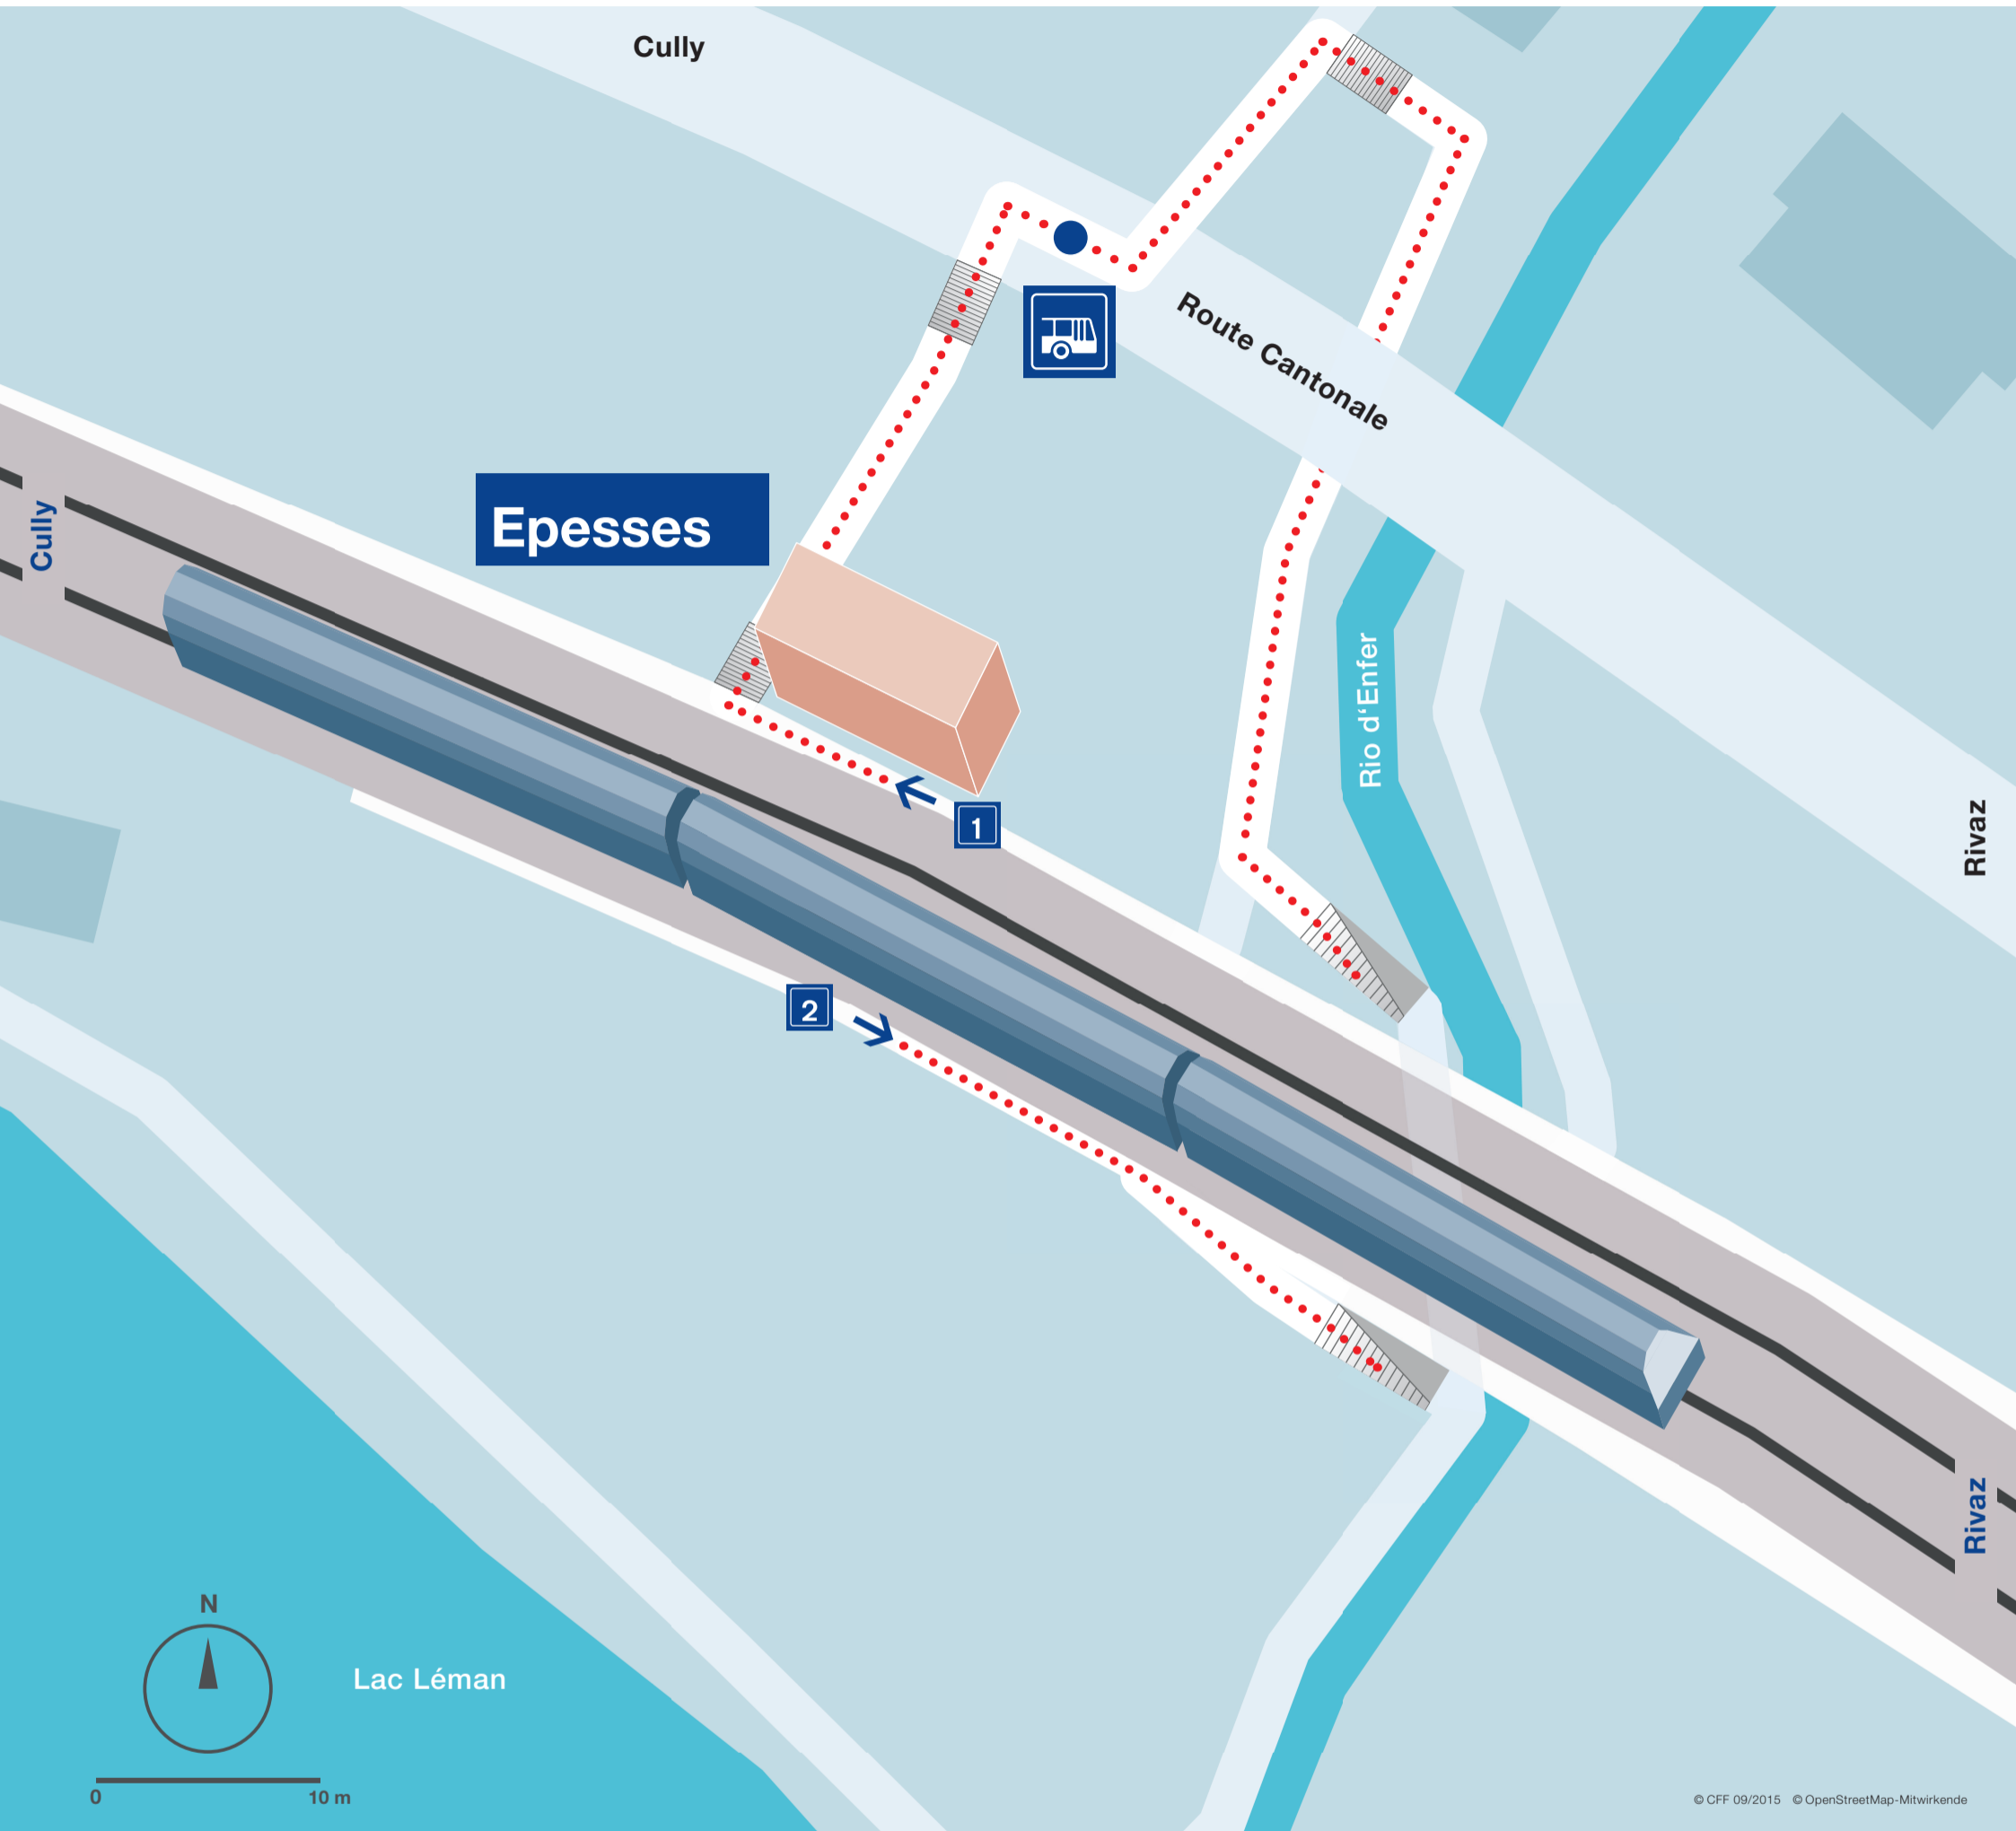 Cully
Route Cantonale
Epesses
Cully
Rio d'Enfer
1
Rivaz
2
Rivaz
N
Lac Léman
0
10 m
© CFF 09/2015 © OpenStreetMap-Mitwirkende